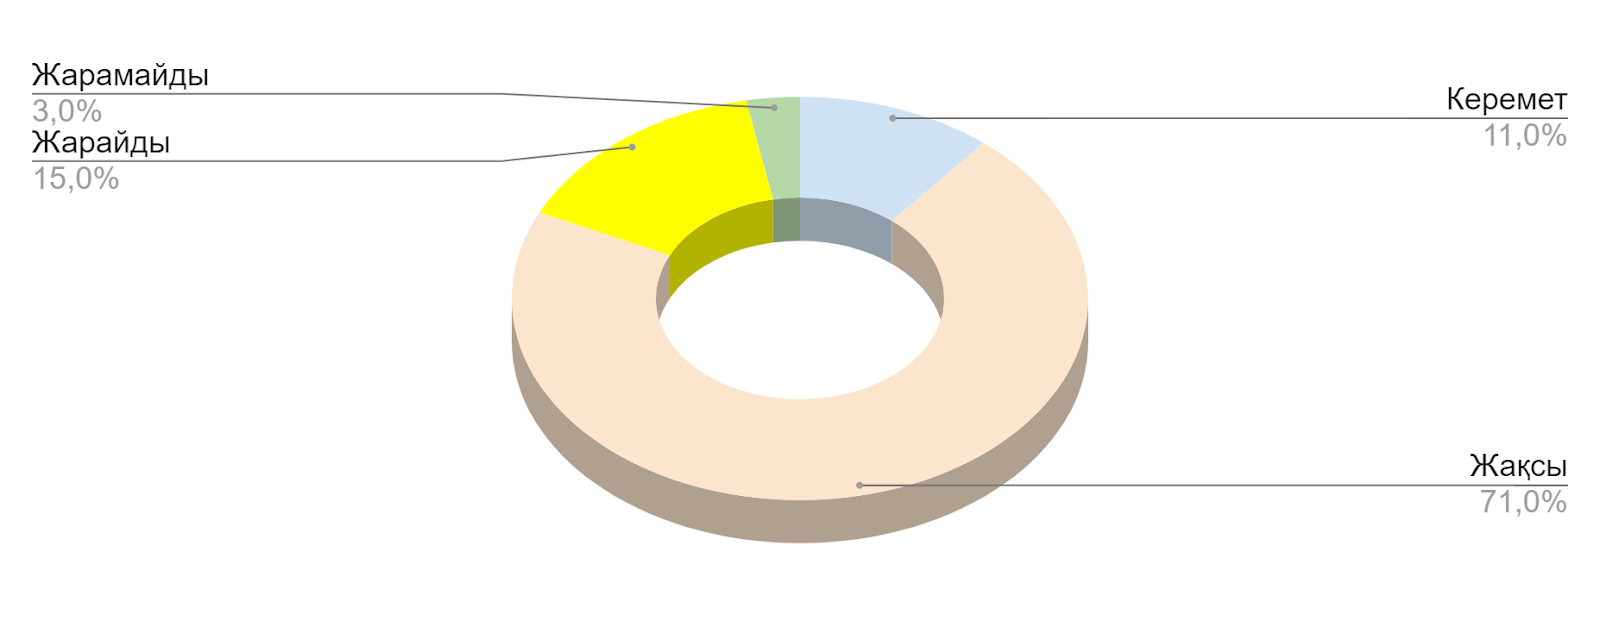 Жарамайды
3,0%
Жарайды
15,0%
Керемет
11,0%
Жақсы
71,0%